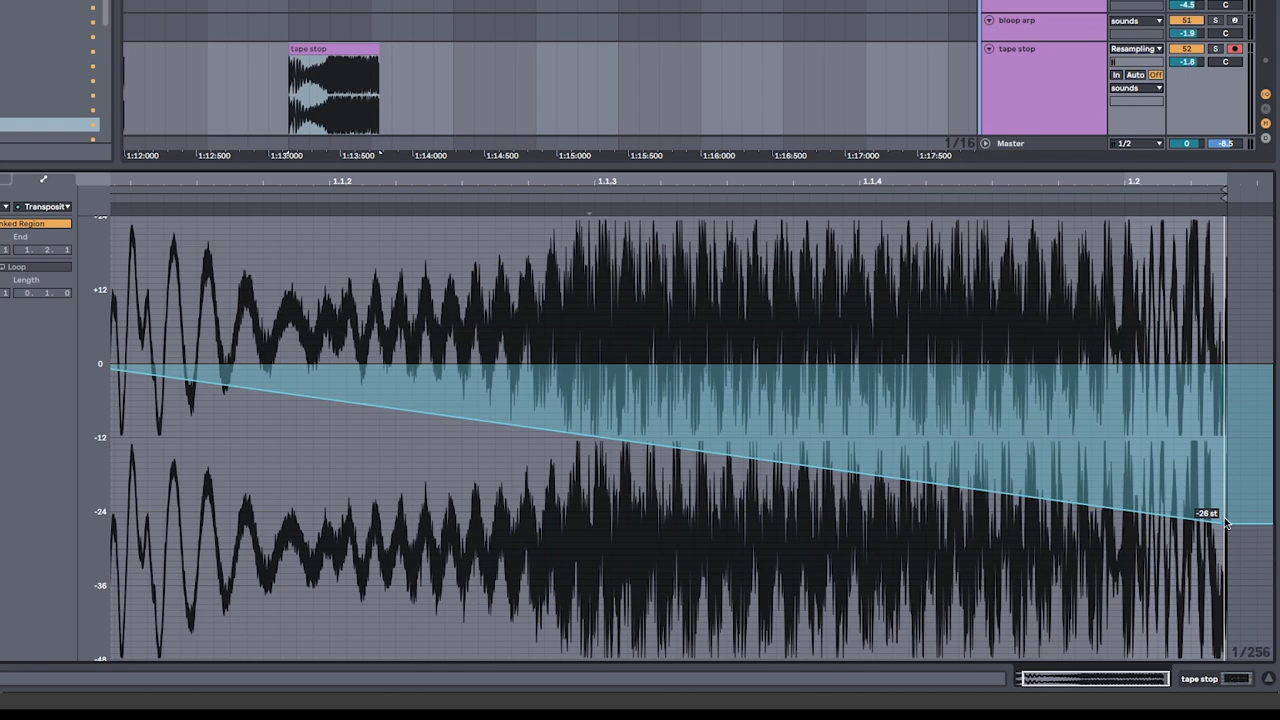 -4.5 C
bloop arp sounds 51 S
-1.9 C
tape stop
tape stop Resampling 52 S
-1.8 C
In Auto Off
sounds
1/16
Master 1/2 0 -8.5
1:12:000 1:12:500 1:13:000 1:13:500 1:14:000 1:14:500 1:15:000 1:15:500 1:16:000 1:16:500 1:17:000 1:17:500
1.1.2 1.1.3 1.1.4 1.2
Transposit
nked Region
End
1 1. 2. 1
Loop
Length
1 0. 1. 0
+12
0
-12
-24
-36
-48
-26 st
1/256
tape stop